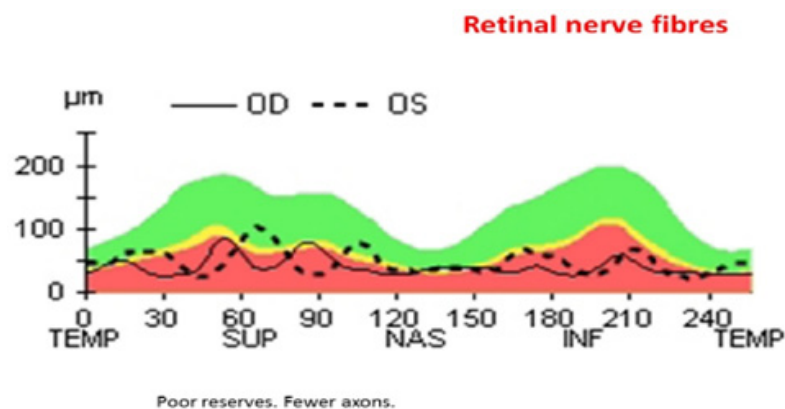 Retinal nerve fibres
µm OD OS
200
100
0
0 30 60 90 120 150 180 210 240
TEMP SUP NAS INF TEMP
Poor reserves. Fewer axons.